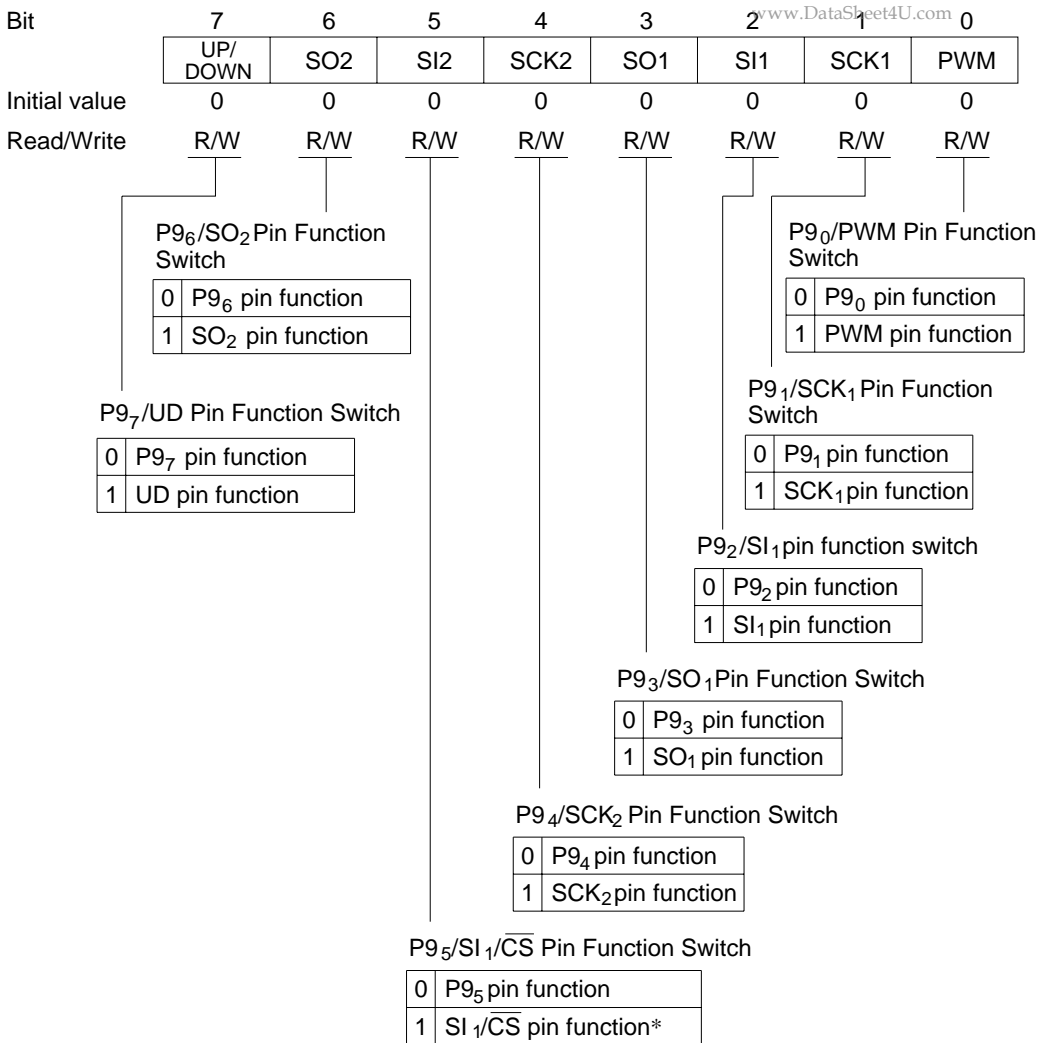 www.DataSheet4U.com
Bit 7 6 5 4 3 2 1 0
UP/DOWN SO2 SI2 SCK2 SO1 SI1 SCK1 PWM
Initial value 0 0 0 0 0 0 0 0
Read/Write R/W R/W R/W R/W R/W R/W R/W R/W
P9₆/SO₂ Pin Function
Switch
0 P9₆ pin function
1 SO₂ pin function
P9₀/PWM Pin Function
Switch
0 P9₀ pin function
1 PWM pin function
P9₇/UD Pin Function Switch
0 P9₇ pin function
1 UD pin function
P9₁/SCK₁ Pin Function
Switch
0 P9₁ pin function
1 SCK₁ pin function
P9₂/SI₁ pin function switch
0 P9₂ pin function
1 SI₁ pin function
P9₃/SO₁ Pin Function Switch
0 P9₃ pin function
1 SO₁ pin function
P9₄/SCK₂ Pin Function Switch
0 P9₄ pin function
1 SCK₂ pin function
P9₅/SI₁/C̅S̅ Pin Function Switch
0 P9₅ pin function
1 SI₁/C̅S̅ pin function*